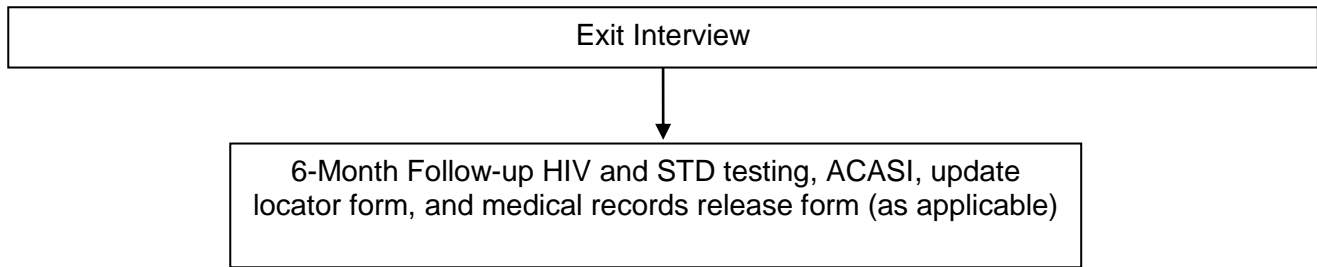 Exit Interview
6-Month Follow-up HIV and STD testing, ACASI, update
locator form, and medical records release form (as applicable)